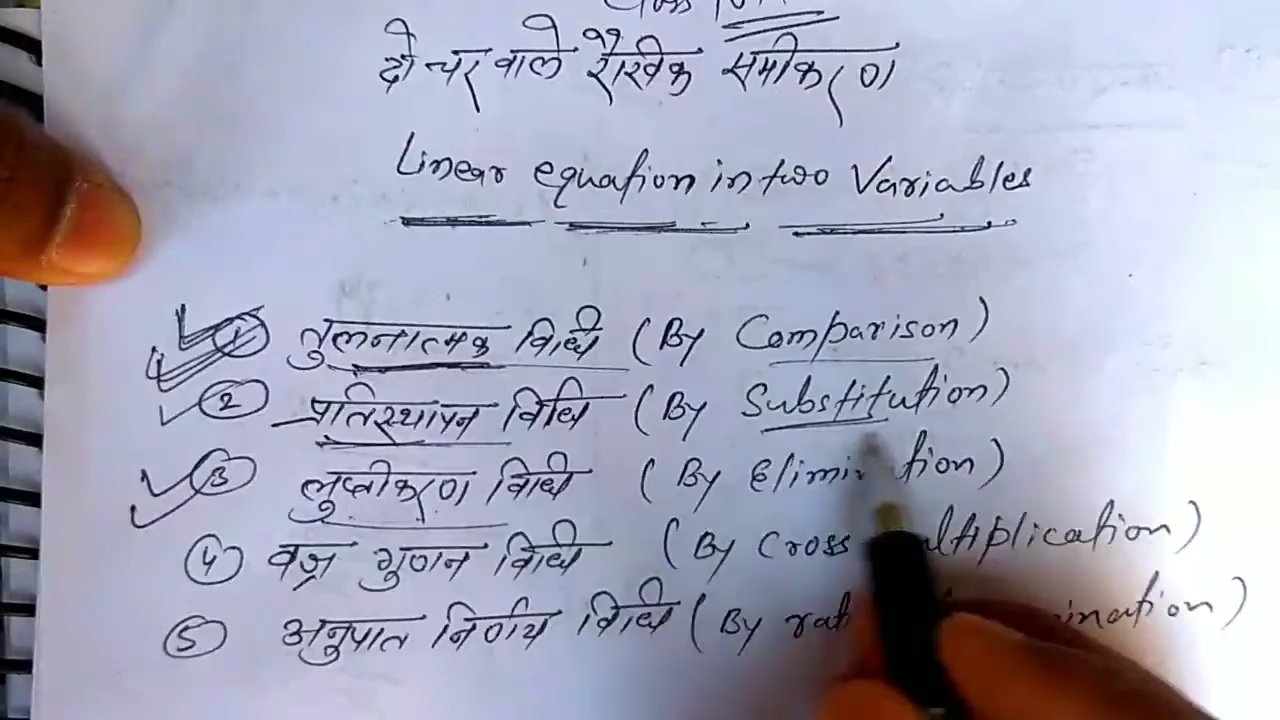 दो चर वाले रैखिक समीकरण
Linear equation in two Variables
1 तुलनात्मक विधि (By Comparison)
2 प्रतिस्थापन विधि (By Substitution)
3 लुप्तीकरण विधि (By
4 वज्र गुणन विधि (By Cross
5 अनुपात निर्णय विधि (By